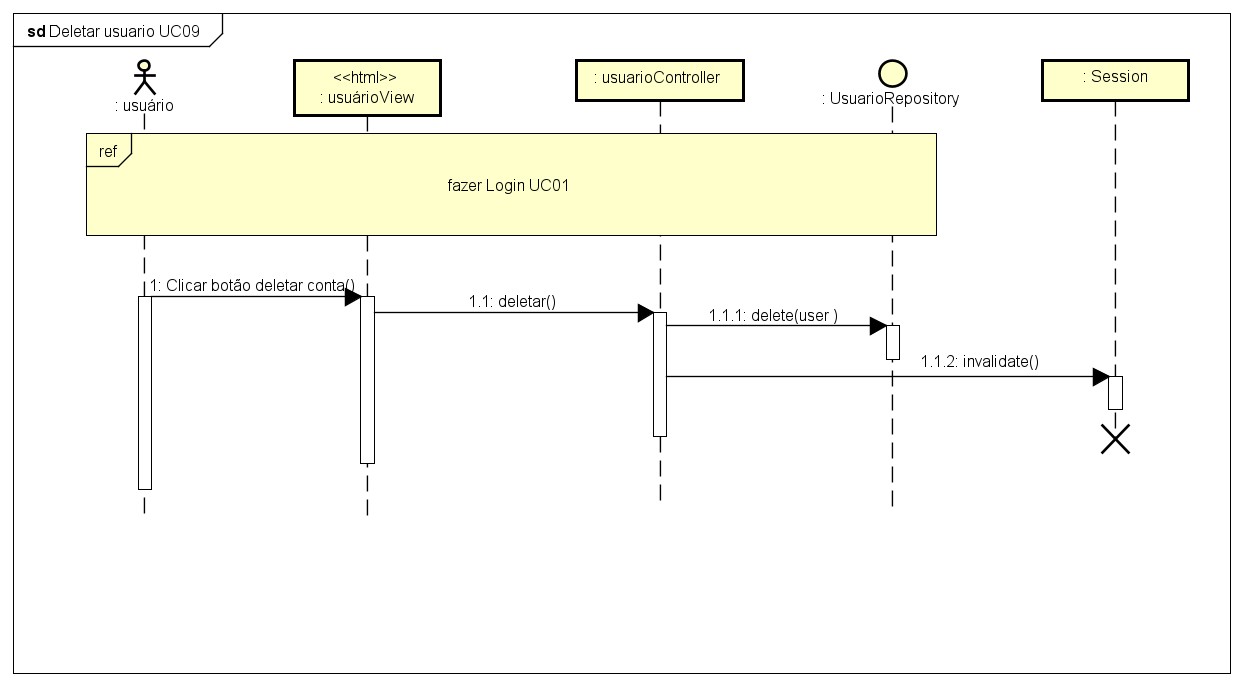 sd Deletar usuario UC09
: usuário
<<html>>
: usuárioView
: usuarioController
: UsuarioRepository
: Session
ref
fazer Login UC01
1: Clicar botão deletar conta()
1.1: deletar()
1.1.1: delete(user )
1.1.2: invalidate()